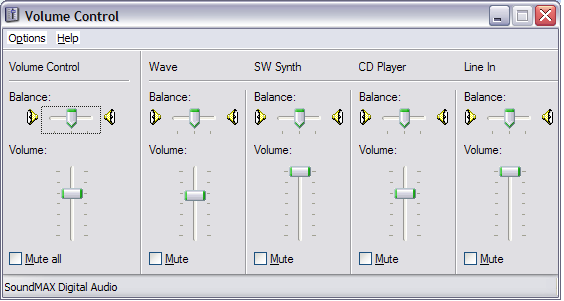 Volume Control
Options Help
Volume Control Wave SW Synth CD Player Line In
Balance: Balance: Balance: Balance: Balance:
Volume: Volume: Volume: Volume: Volume:
Mute all Mute Mute Mute Mute
SoundMAX Digital Audio